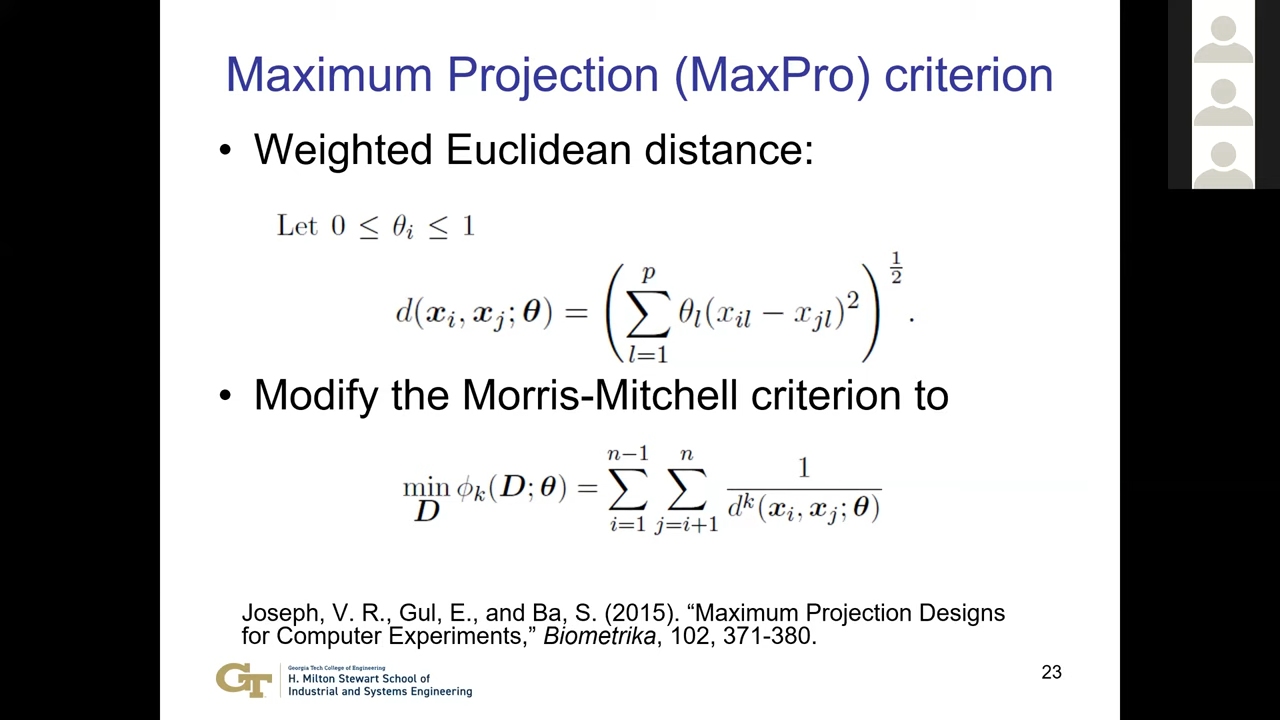 Maximum Projection (MaxPro) criterion
• Weighted Euclidean distance:
Let 0 ≤ θ_i ≤ 1
d(x_i, x_j; θ) = ( ∑_{l=1}^{p} θ_l(x_{il} − x_{jl})^2 )^{1/2} .
• Modify the Morris-Mitchell criterion to
min_D ϕ_k(D; θ) = ∑_{i=1}^{n−1} ∑_{j=i+1}^{n} 1 / d^k(x_i, x_j; θ)
Joseph, V. R., Gul, E., and Ba, S. (2015). “Maximum Projection Designs
for Computer Experiments,” Biometrika, 102, 371-380.
GT
Georgia Tech College of Engineering
H. Milton Stewart School of
Industrial and Systems Engineering
23